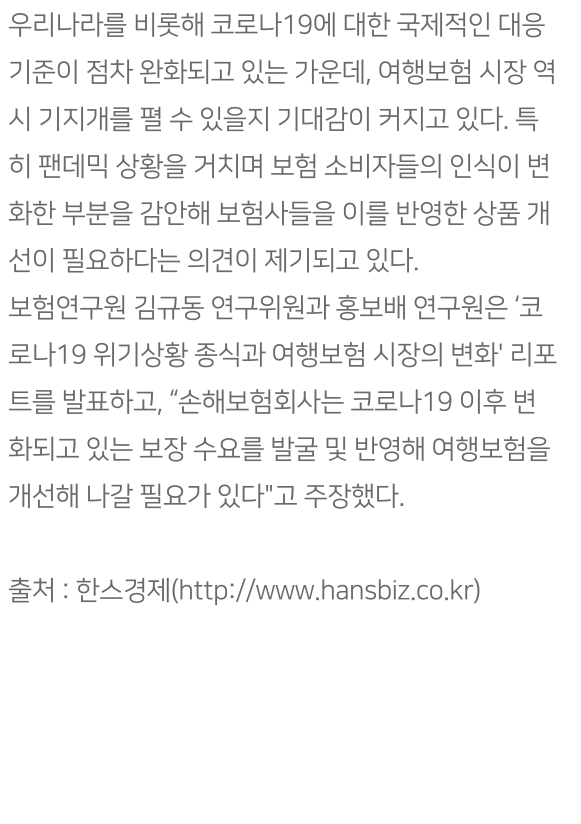 우리나라를 비롯해 코로나19에 대한 국제적인 대응
기준이 점차 완화되고 있는 가운데, 여행보험 시장 역
시 기지개를 펼 수 있을지 기대감이 커지고 있다. 특
히 팬데믹 상황을 거치며 보험 소비자들의 인식이 변
화한 부분을 감안해 보험사들을 이를 반영한 상품 개
선이 필요하다는 의견이 제기되고 있다.
보험연구원 김규동 연구위원과 홍보배 연구원은 ‘코
로나19 위기상황 종식과 여행보험 시장의 변화' 리포
트를 발표하고, “손해보험회사는 코로나19 이후 변
화되고 있는 보장 수요를 발굴 및 반영해 여행보험을
개선해 나갈 필요가 있다"고 주장했다.
출처 : 한스경제(http://www.hansbiz.co.kr)